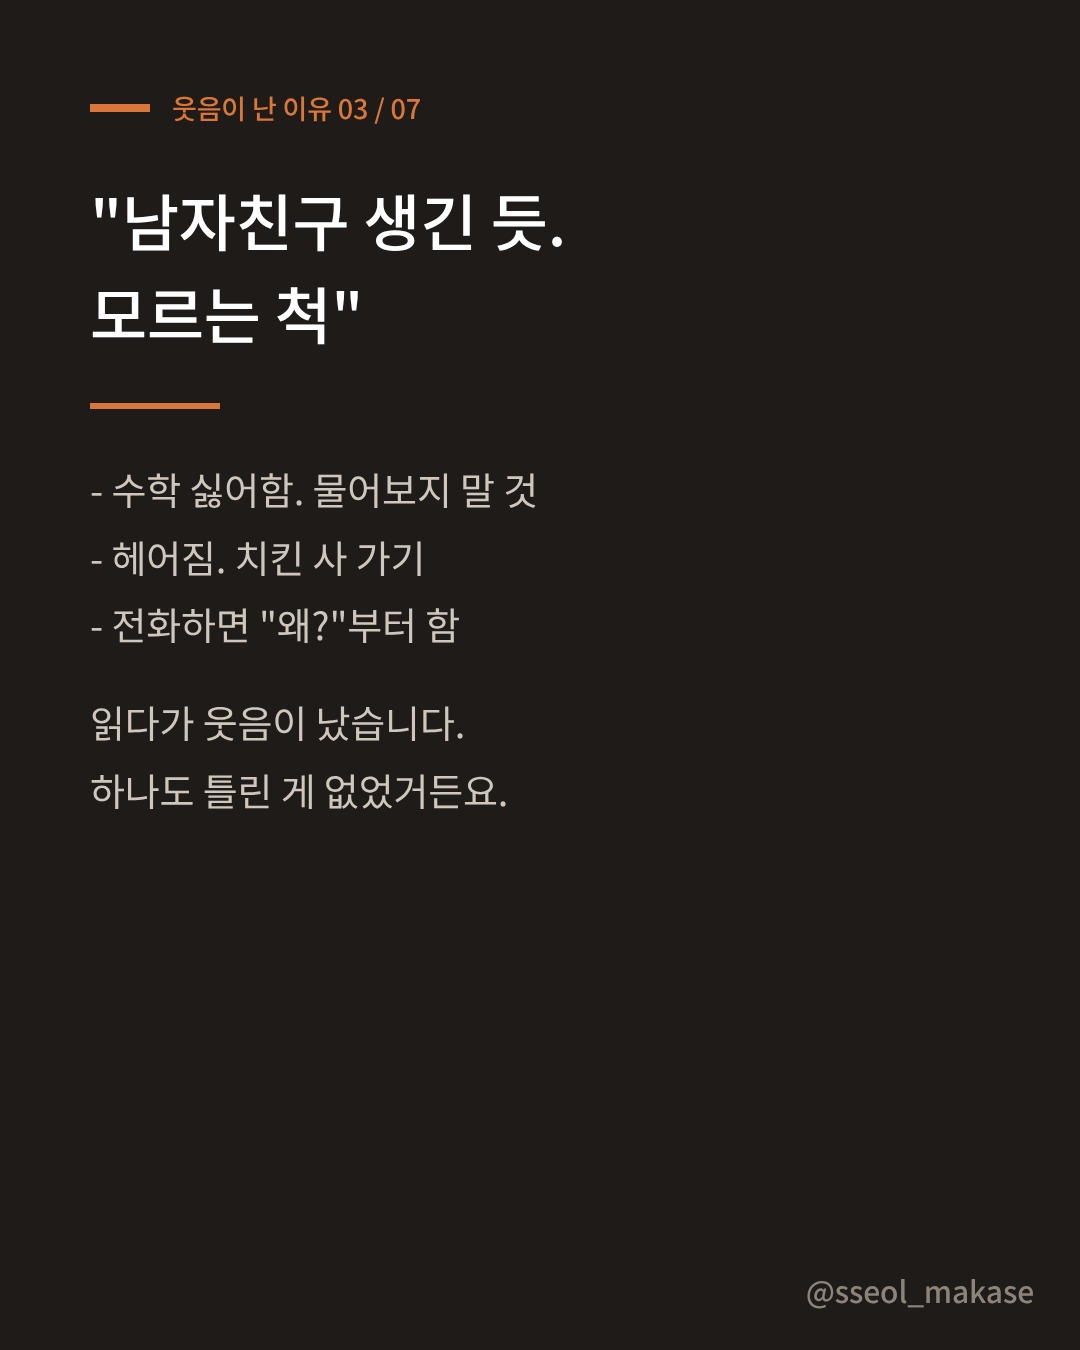 웃음이 난 이유 03 / 07
"남자친구 생긴 듯.
모르는 척"
- 수학 싫어함. 물어보지 말 것
- 헤어짐. 치킨 사 가기
- 전화하면 "왜?"부터 함
읽다가 웃음이 났습니다.
하나도 틀린 게 없었거든요.
@sseol_makase